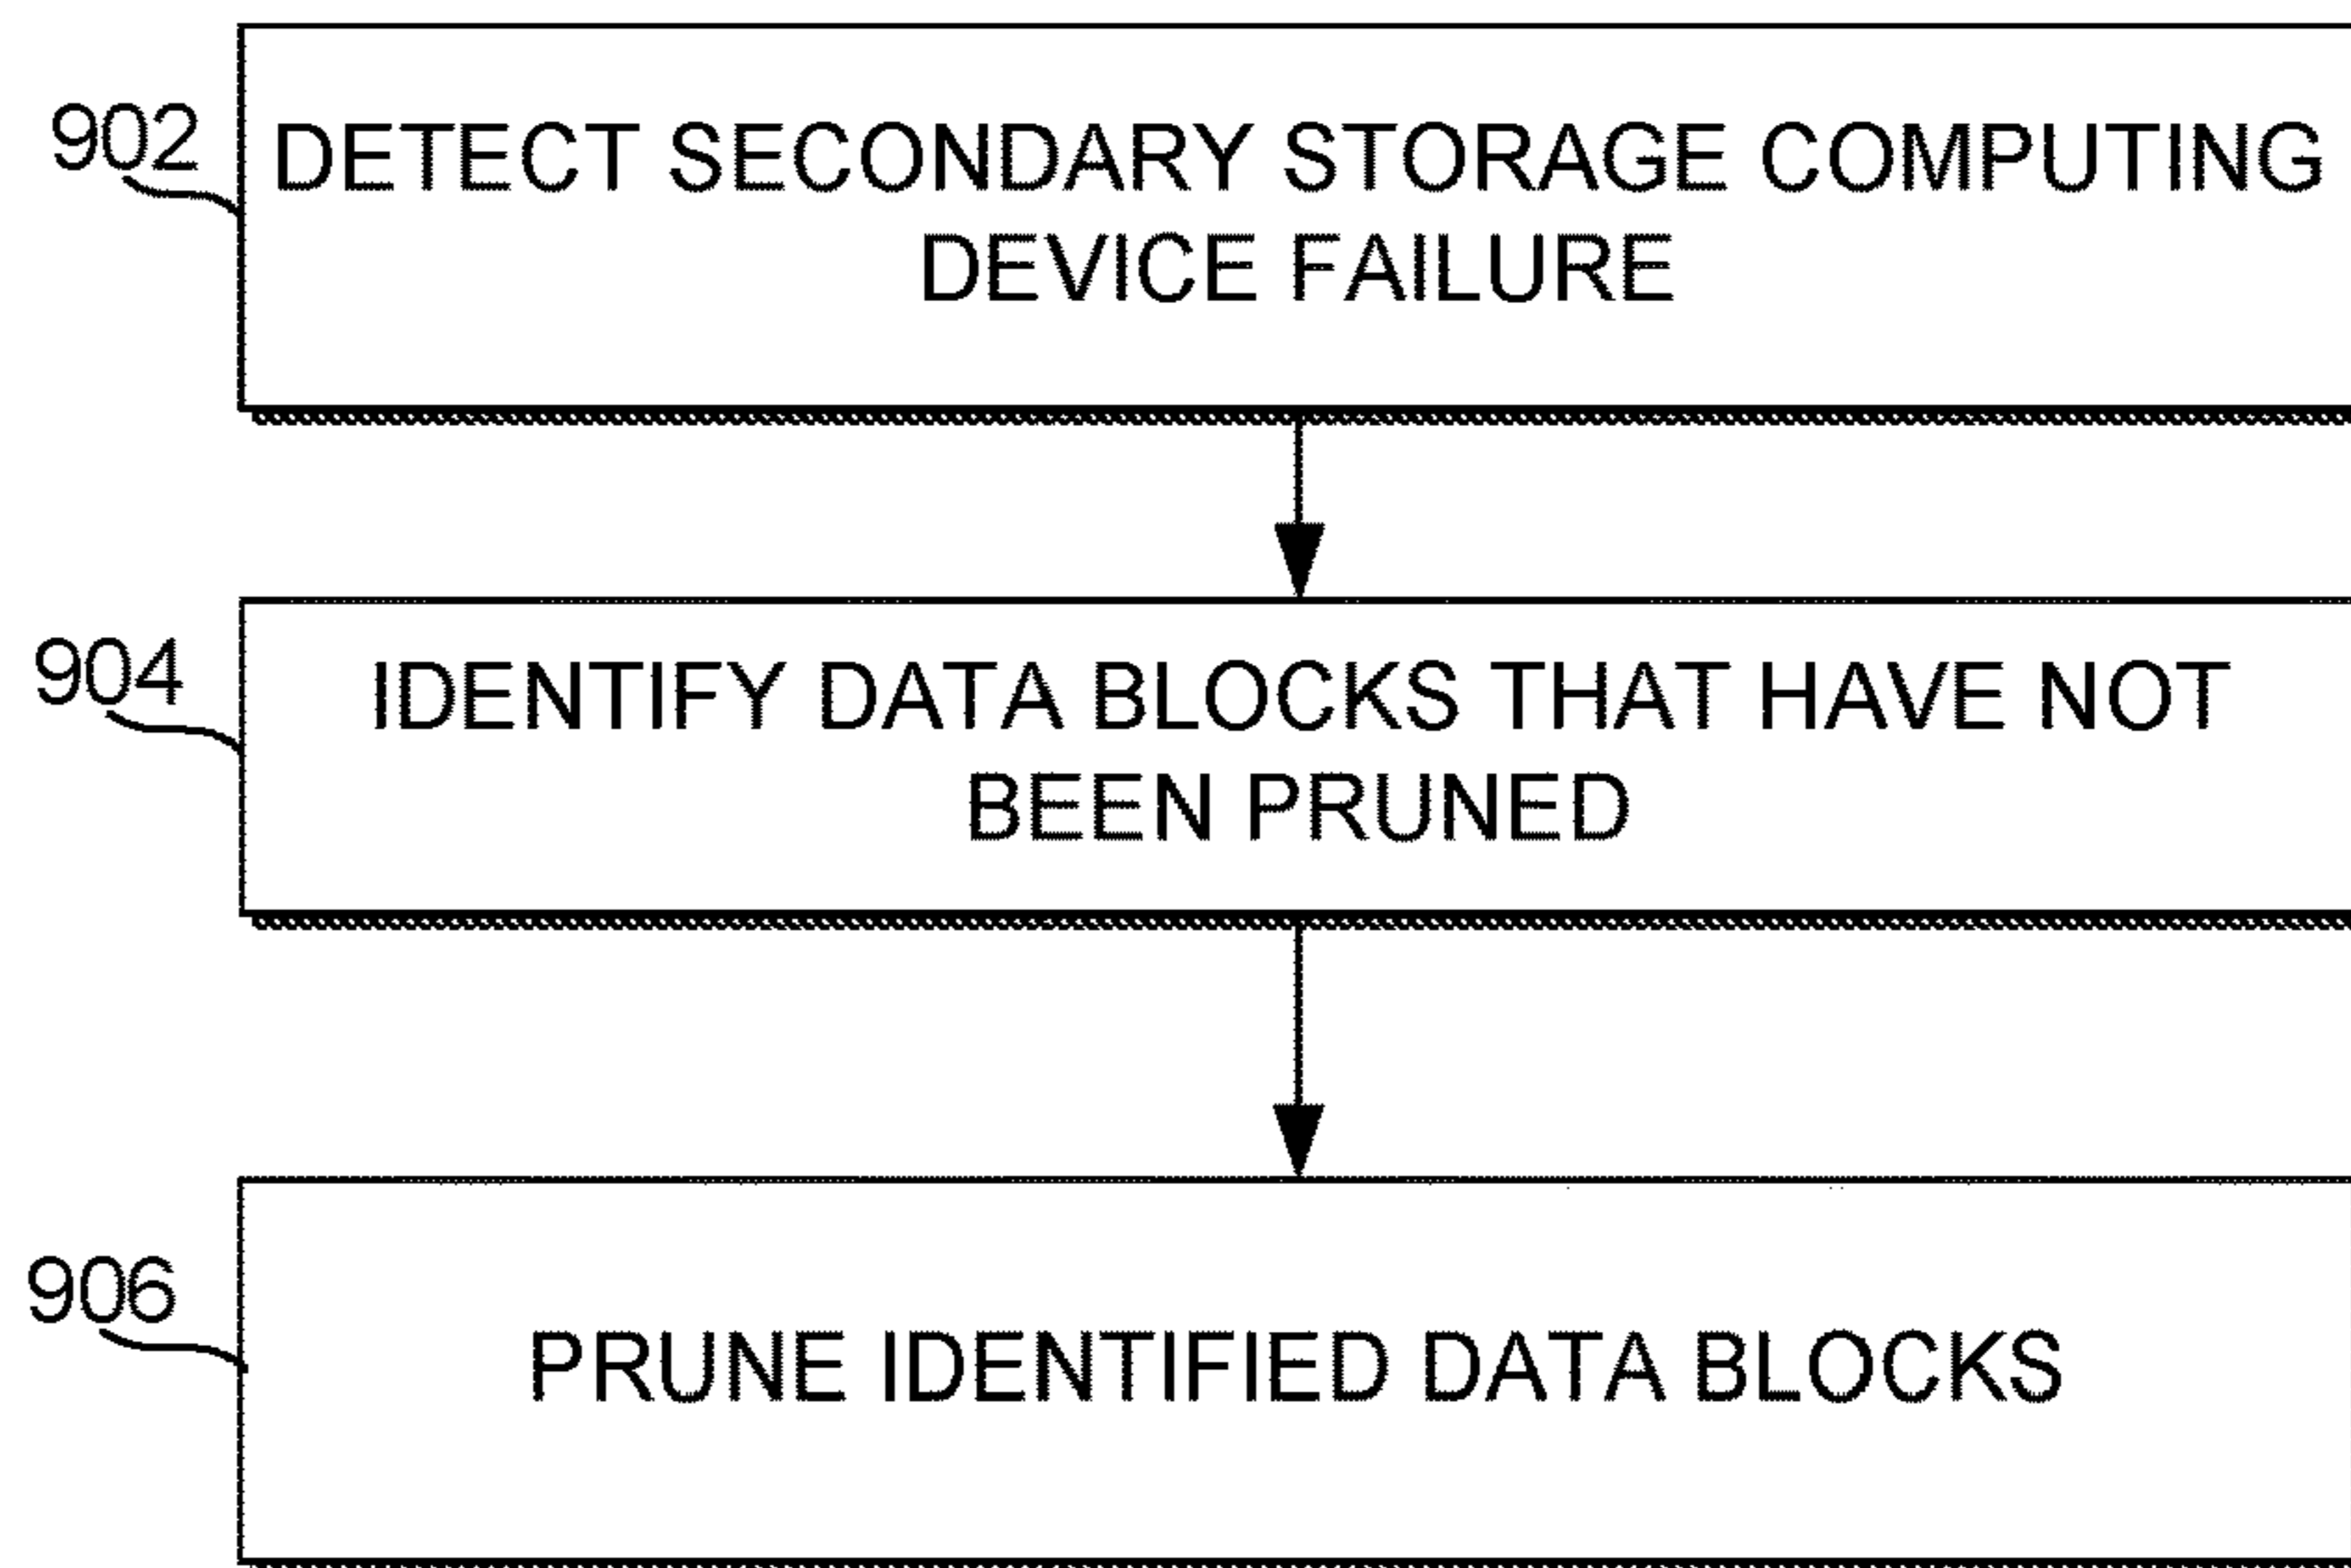 902
DETECT SECONDARY STORAGE COMPUTING
DEVICE FAILURE
904
IDENTIFY DATA BLOCKS THAT HAVE NOT
BEEN PRUNED
906
PRUNE IDENTIFIED DATA BLOCKS